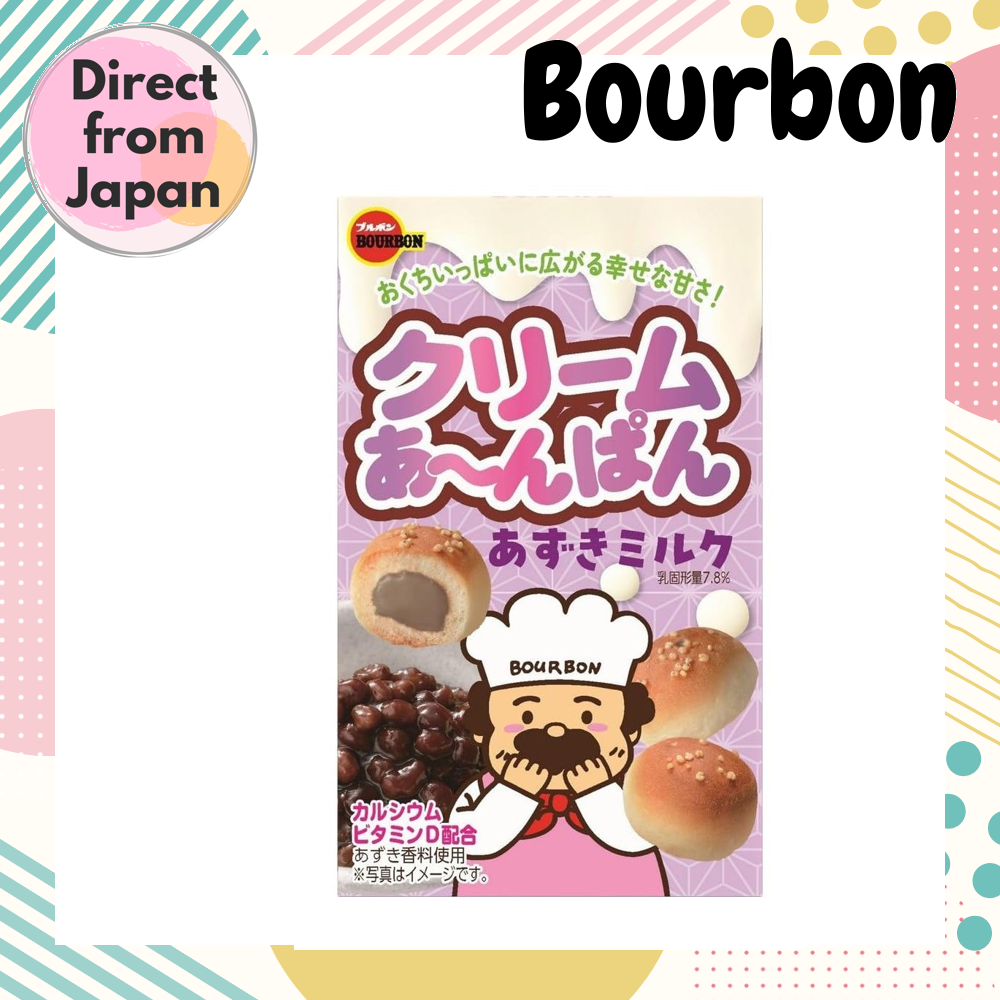 Direct
from
Japan
Bourbon
ブルボン
BOURBON
おくちいっぱいに広がる幸せな甘さ!
クリーム
あ〜んぱん
あずきミルク
乳固形量7.8%
BOURBON
カルシウム
ビタミンD配合
あずき香料使用
※写真はイメージです。